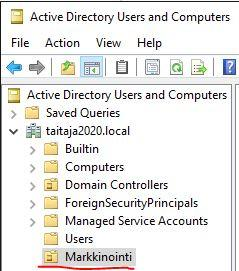 Active Directory Users and Computers
File Action View Help
Active Directory Users and Computers
Saved Queries
taitaja2020.local
Builtin
Computers
Domain Controllers
ForeignSecurityPrincipals
Managed Service Accounts
Users
Markkinointi